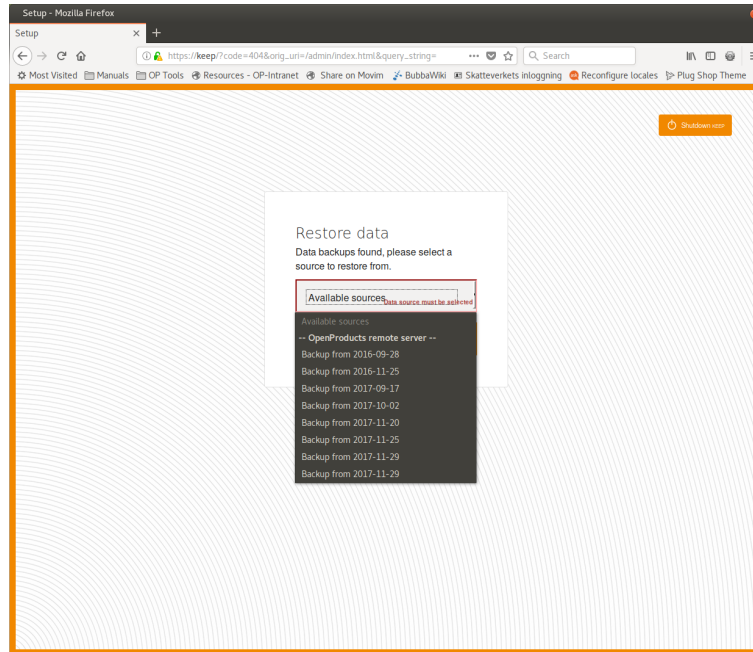 Setup - Mozilla Firefox
Setup × +
https://keep/?code=404&orig_uri=/admin/index.html&query_string= ••• Search
Most Visited Manuals OP Tools Resources - OP-Intranet Share on Movim BubbaWiki Skatteverkets inloggning Reconfigure locales Plug Shop Theme
Shutdown KEEP
Restore data
Data backups found, please select a
source to restore from.
Available sources
Data source must be selected
Available sources
-- OpenProducts remote server --
Backup from 2016-09-28
Backup from 2016-11-25
Backup from 2017-09-17
Backup from 2017-10-02
Backup from 2017-11-20
Backup from 2017-11-25
Backup from 2017-11-29
Backup from 2017-11-29